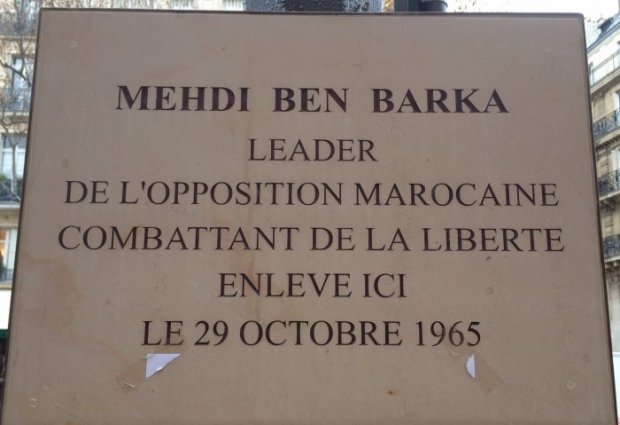 MEHDI BEN BARKA
LEADER
DE L'OPPOSITION MAROCAINE
COMBATTANT DE LA LIBERTE
ENLEVE ICI
LE 29 OCTOBRE 1965